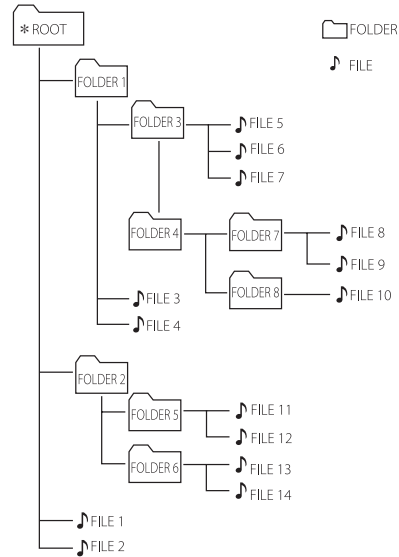 * ROOT
FOLDER
FILE
FOLDER 1
FOLDER 3
FILE 5
FILE 6
FILE 7
FOLDER 4
FOLDER 7
FILE 8
FILE 9
FOLDER 8
FILE 10
FILE 3
FILE 4
FOLDER 2
FOLDER 5
FILE 11
FILE 12
FOLDER 6
FILE 13
FILE 14
FILE 1
FILE 2